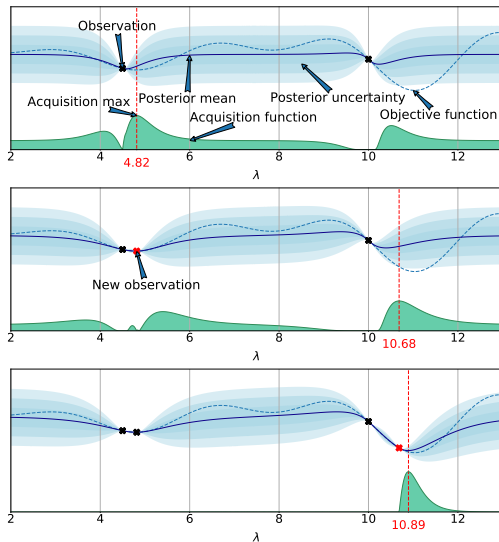 Observation
Acquisition max
Posterior mean
Posterior uncertainty
Acquisition function
Objective function
2 4 6 8 10 12
4.82
λ
New observation
2 4 6 8 10 12
10.68
λ
2 4 6 8 10 12
10.89
λ